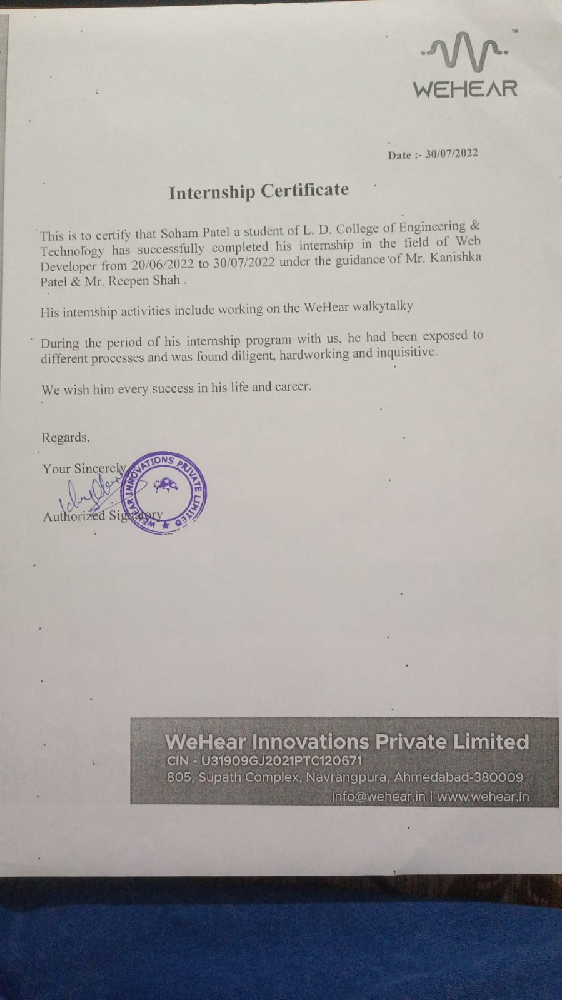 TM
WEHEAR
Date :- 30/07/2022
Internship Certificate
This is to certify that Soham Patel a student of L. D. College of Engineering &
Technology has successfully completed his internship in the field of Web
Developer from 20/06/2022 to 30/07/2022 under the guidance of Mr. Kanishka
Patel & Mr. Reepen Shah .
His internship activities include working on the WeHear walkytalky
During the period of his internship program with us, he had been exposed to
different processes and was found diligent, hardworking and inquisitive.
We wish him every success in his life and career.
Regards,
Your Sincerely
Authorized Signatory
WEHEAR INNOVATIONS PRIVATE LIMITED
WeHear Innovations Private Limited
CIN - U31909GJ2021PTC120671
805, Supath Complex, Navrangpura, Ahmedabad-380009
info@wehear.in | www.wehear.in